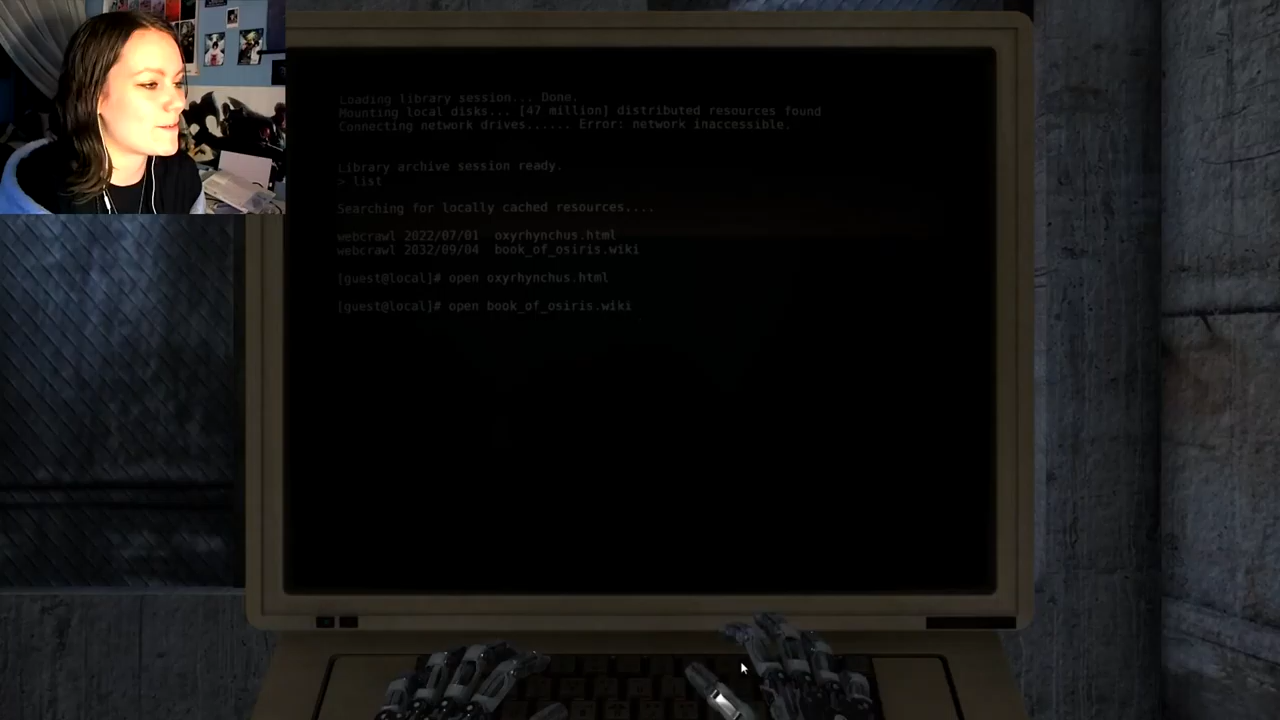 Loading library session... Done.
Mounting local disks... [47 million] distributed resources found
Connecting network drives...... Error: network inaccessible.
Library archive session ready.
> list
Searching for locally cached resources....
webcrawl 2022/07/01 oxyrhynchus.html
webcrawl 2032/09/04 book_of_osiris.wiki
[guest@local]# open oxyrhynchus.html
[guest@local]# open book_of_osiris.wiki